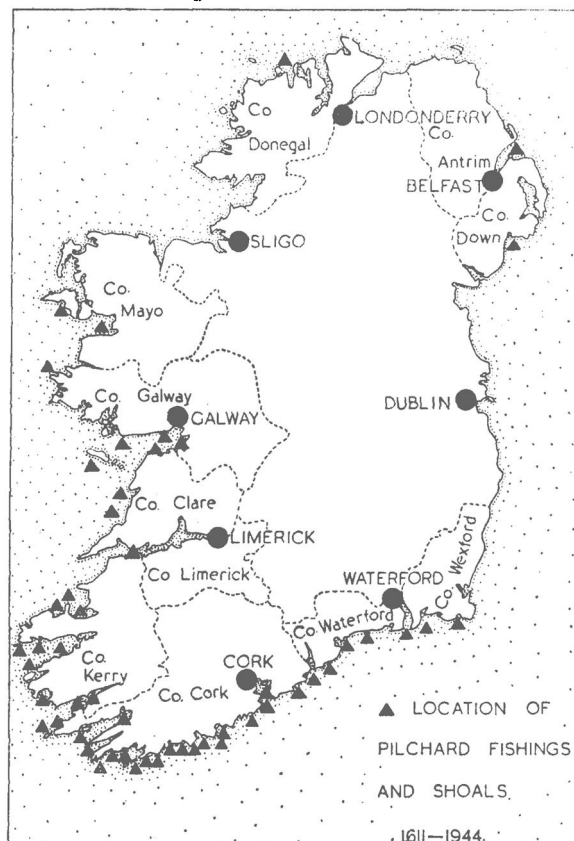 Co
Donegal
LONDONDERRY
Co.
Antrim
BELFAST
Co.
Down
SLIGO
Co.
Mayo
Co. Galway
GALWAY
DUBLIN
Co. Clare
LIMERICK
Co Limerick
Co. Wexford
WATERFORD
Co. Waterford
Co.
Kerry
CORK
Co. Cork
LOCATION OF
PILCHARD FISHINGS
AND SHOALS
1611—1944.